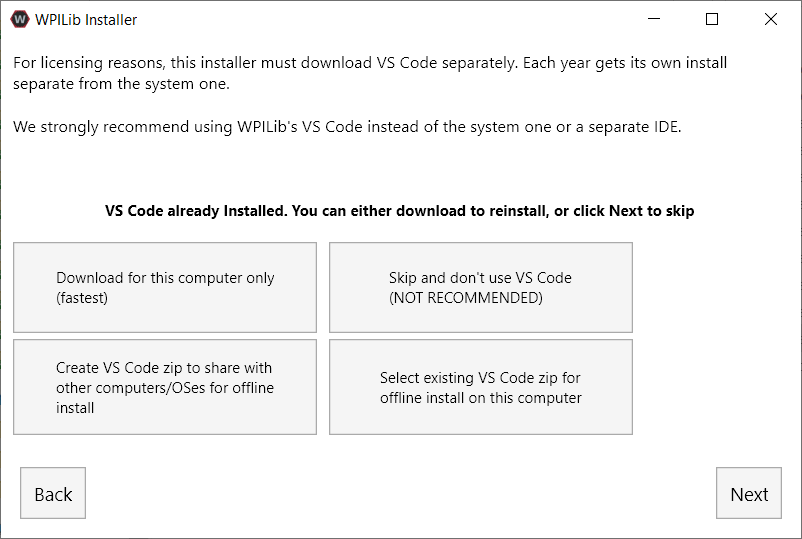 W WPILib Installer
For licensing reasons, this installer must download VS Code separately. Each year gets its own install
separate from the system one.
We strongly recommend using WPILib's VS Code instead of the system one or a separate IDE.
VS Code already Installed. You can either download to reinstall, or click Next to skip
Download for this computer only
(fastest)
Skip and don't use VS Code
(NOT RECOMMENDED)
Create VS Code zip to share with
other computers/OSes for offline
install
Select existing VS Code zip for
offline install on this computer
Back
Next